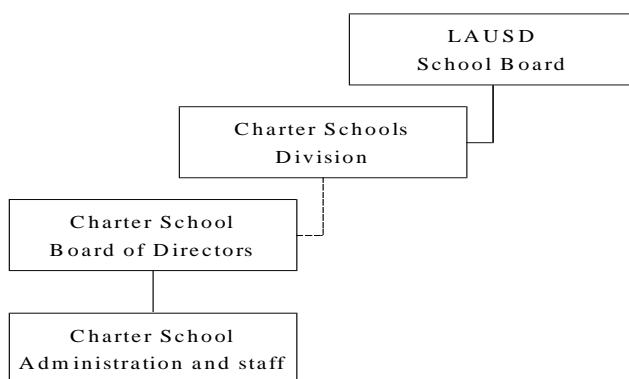 LAUSD
School Board
Charter Schools
Division
Charter School
Board of Directors
Charter School
Administration and staff